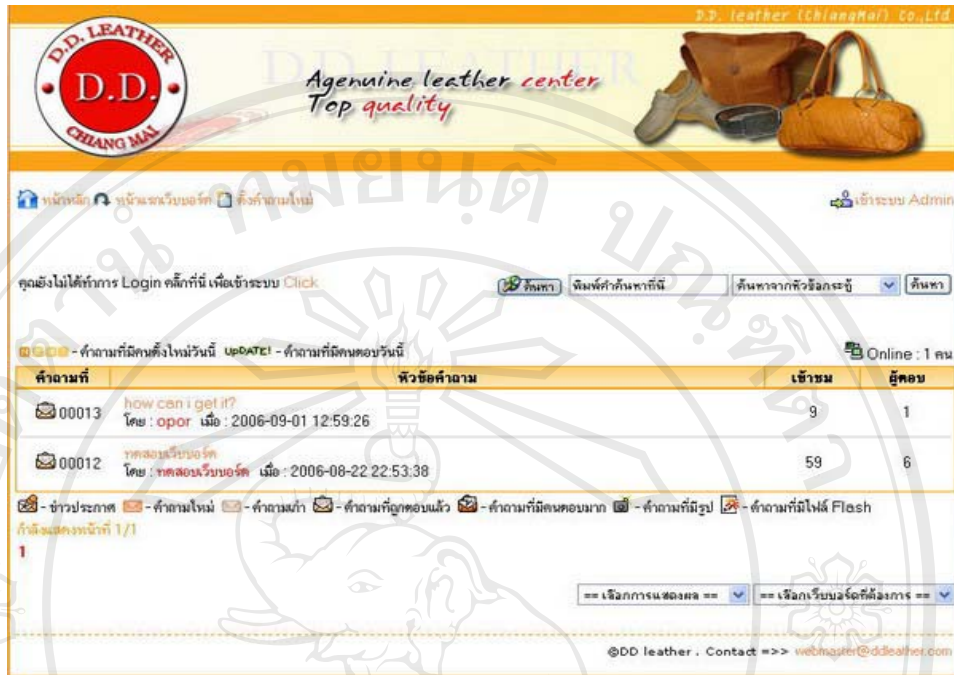 D.D. leather (ChiangMai) Co.,Ltd
D.D. LEATHER
D.D.
CHIANG MAI
D.D. LEATHER
Agenuine leather center
Top quality
หน้าหลัก หน้าแรกเว็บบอร์ด ตั้งคำถามใหม่
เข้าระบบ Admin
คุณยังไม่ได้ทำการ Login คลิ๊กที่นี่ เพื่อเข้าระบบ Click
ค้นหา พิมพ์คำค้นหาที่นี่ ค้นหาจากหัวข้อกระทู้ ค้นหา
- คำถามที่มีคนตั้งใหม่วันนี้ UpDATE! - คำถามที่มีคนตอบวันนี้
Online : 1 คน
คำถามที่ หัวข้อคำถาม เข้าชม ผู้ตอบ
00013 how can i get it? 9 1
โดย : opor เมื่อ : 2006-09-01 12:59:26
00012 ทดสอบเว็บบอร์ด 59 6
โดย : ทดสอบเว็บบอร์ด เมื่อ : 2006-08-22 22:53:38
- ข่าวประกาศ - คำถามใหม่ - คำถามเก่า - คำถามที่ถูกตอบแล้ว - คำถามที่มีคนตอบมาก - คำถามที่มีรูป - คำถามที่มีไฟล์ Flash
กำลังแสดงหน้าที่ 1/1
1
== เลือกการแสดงผล == == เลือกเว็บบอร์ดที่ต้องการ ==
@DD leather . Contact =>> webmaster@ddleather.com